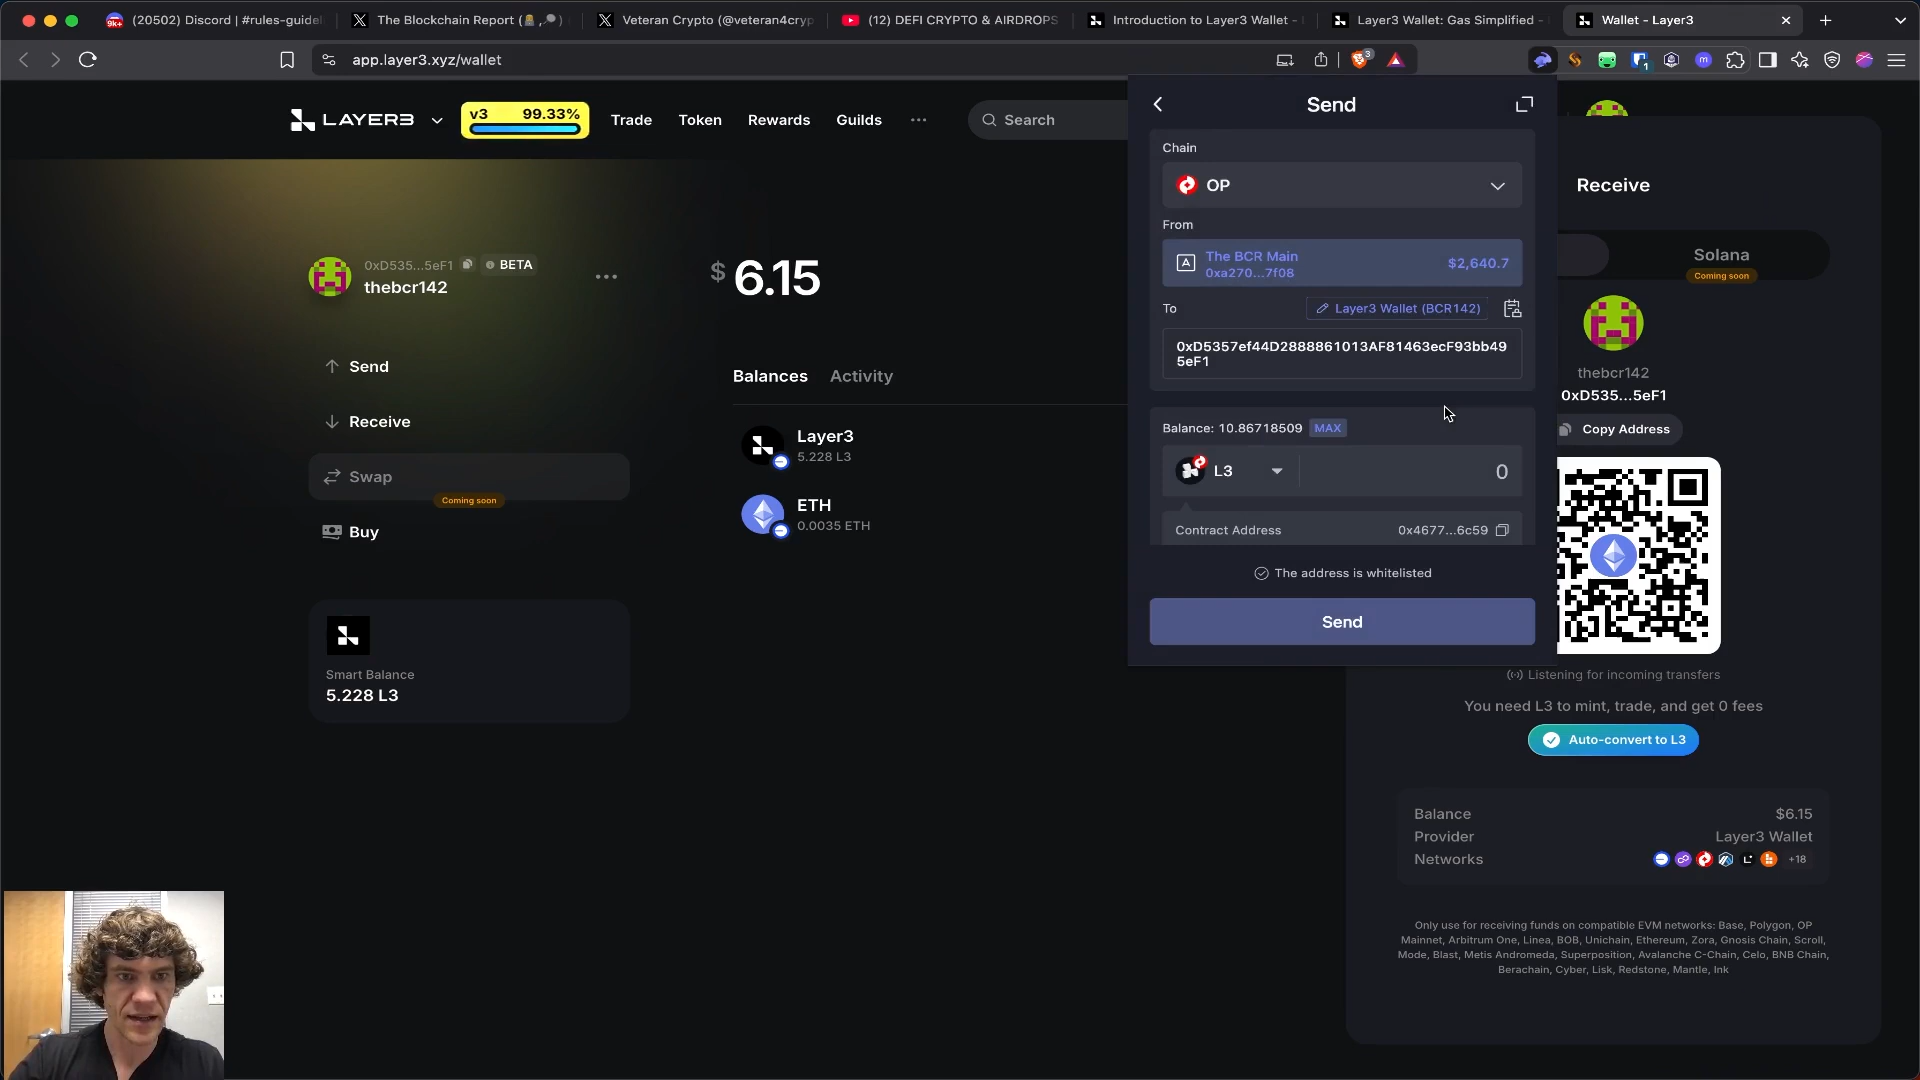 (20502) Discord | #rules-guidel
The Blockchain Report (
Veteran Crypto (@veteran4cryp
(12) DEFI CRYPTO & AIRDROPS
Introduction to Layer3 Wallet -
Layer3 Wallet: Gas Simplified -
Wallet - Layer3
app.layer3.xyz/wallet
LAYER3
v3 99.33%
Trade
Token
Rewards
Guilds
Search
0xD535...5eF1
BETA
thebcr142
$ 6.15
Send
Receive
Swap
Coming soon
Buy
Smart Balance
5.228 L3
Balances
Activity
Layer3
5.228 L3
ETH
0.0035 ETH
Send
Chain
OP
From
The BCR Main
0xa270...7f08
$2,640.7
To
Layer3 Wallet (BCR142)
0xD5357ef44D2888861013AF81463ecF93bb49
5eF1
Balance: 10.86718509 MAX
L3
0
Contract Address
0x4677...6c59
The address is whitelisted
Send
Receive
Solana
Coming soon
thebcr142
0xD535...5eF1
Copy Address
Listening for incoming transfers
You need L3 to mint, trade, and get 0 fees
Auto-convert to L3
Balance $6.15
Provider Layer3 Wallet
Networks +18
Only use for receiving funds on compatible EVM networks: Base, Polygon, OP
Mainnet, Arbitrum One, Linea, BOB, Unichain, Ethereum, Zora, Gnosis Chain, Scroll,
Mode, Blast, Metis Andromeda, Superposition, Avalanche C-Chain, Celo, BNB Chain,
Berachain, Cyber, Lisk, Redstone, Mantle, Ink